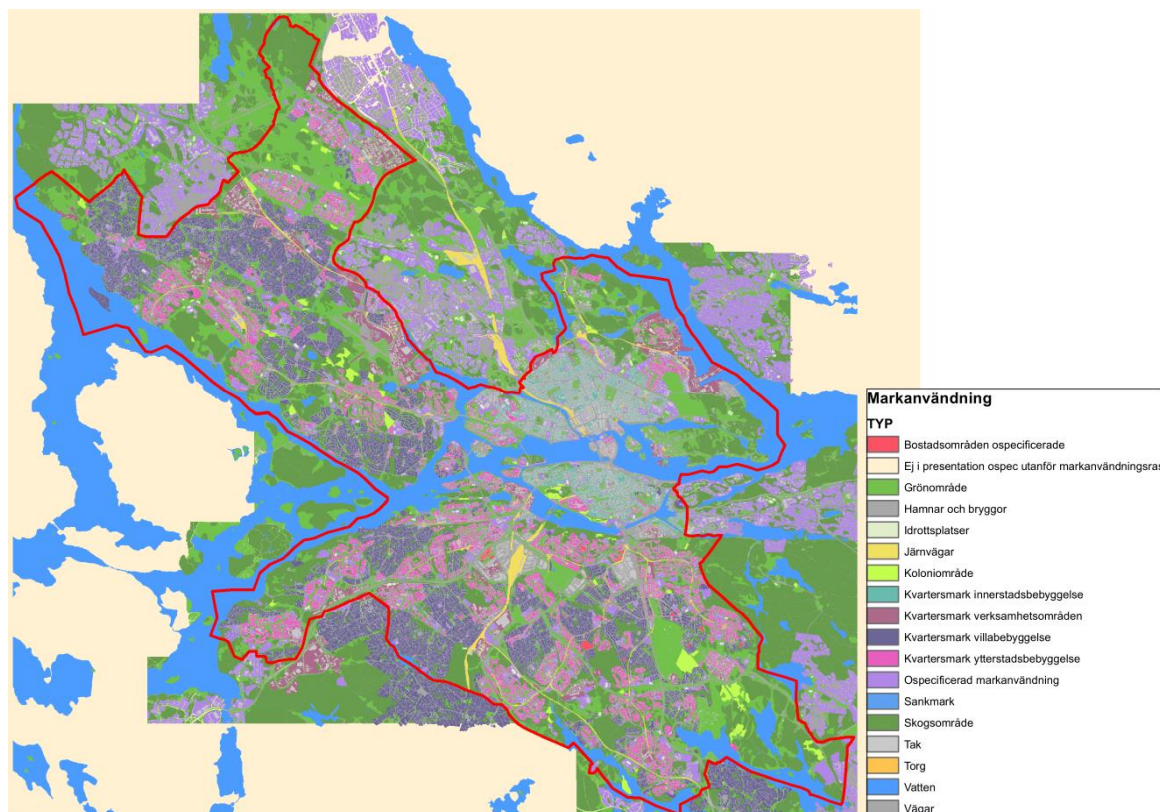 Markanvändning
TYP
Bostadsområden ospecificerade
Ej i presentation ospec utanför markanvändningsras
Grönområde
Hamnar och bryggor
Idrottsplatser
Järnvägar
Koloniområde
Kvartersmark innerstadsbebyggelse
Kvartersmark verksamhetsområden
Kvartersmark villabebyggelse
Kvartersmark ytterstadsbebyggelse
Ospecificerad markanvändning
Sankmark
Skogsområde
Tak
Torg
Vatten
Vägar